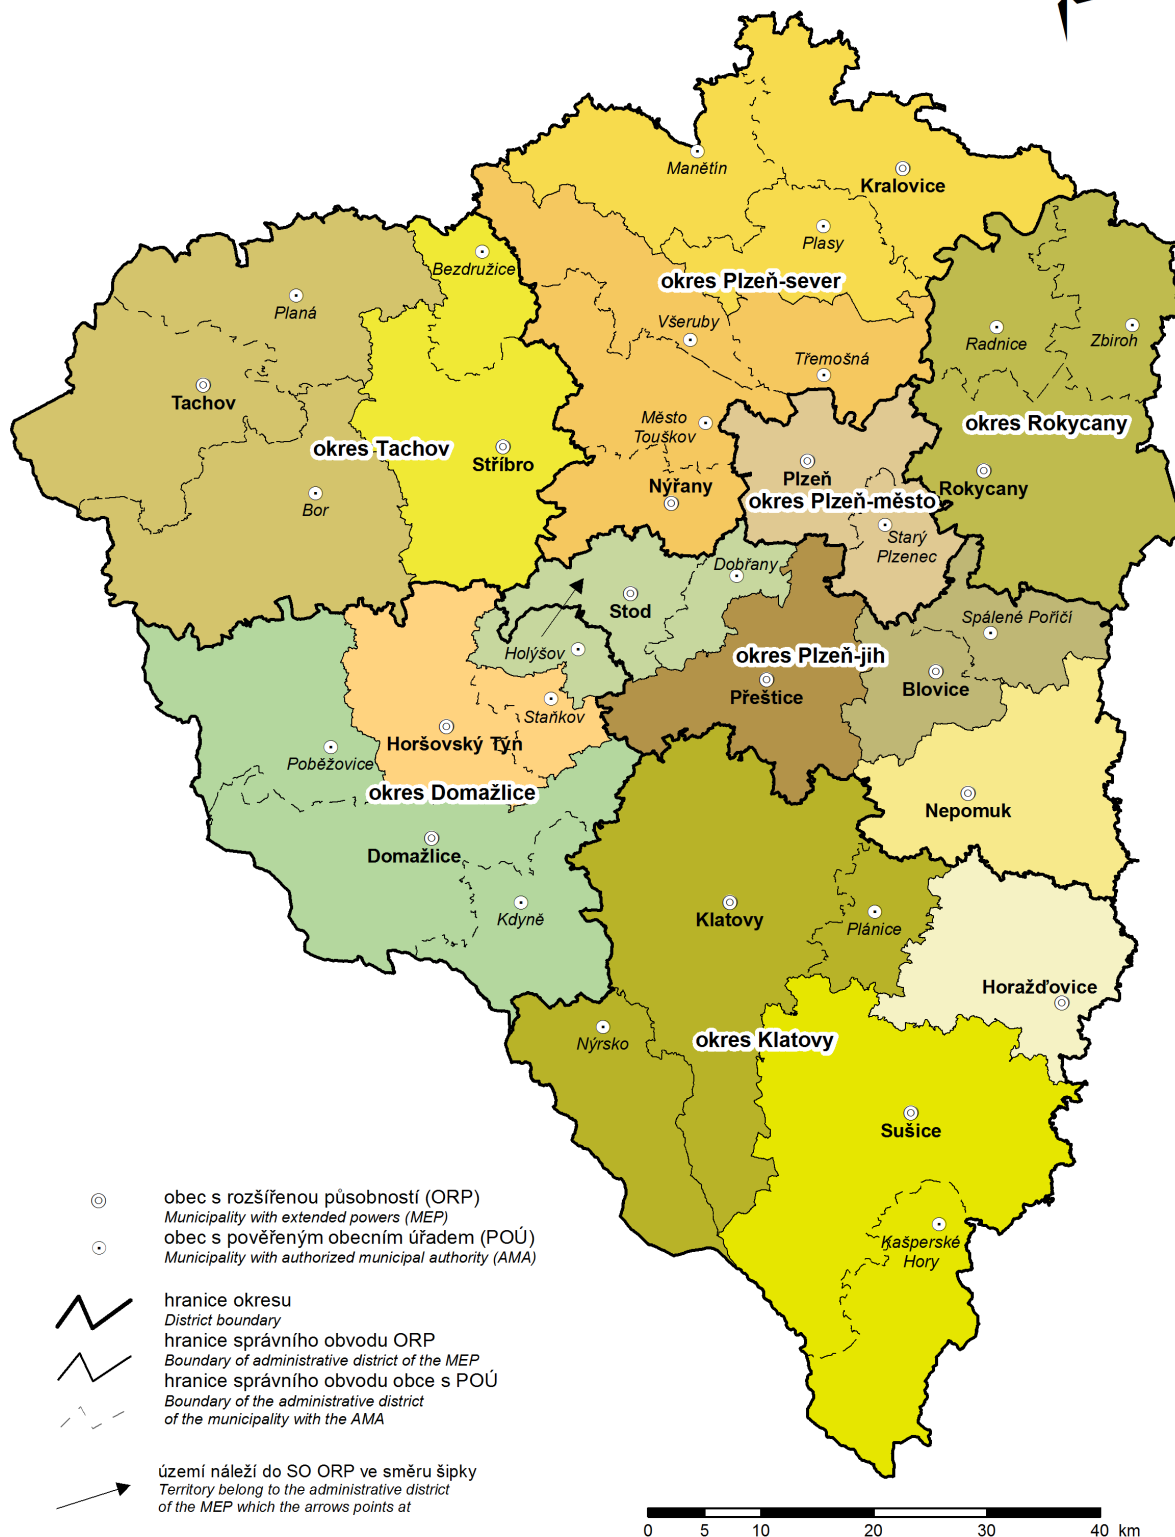 Manětín
Kralovice
Plasy
Bezdružice
okres Plzeň-sever
Planá
Všeruby
Radnice
Zbiroh
Třemošná
Tachov
Město
Touškov
okres Rokycany
okres Tachov
Stříbro
Plzeň
Nýřany
Rokycany
okres Plzeň-město
Bor
Starý
Plzenec
Dobřany
Stod
Spálené Poříčí
Holýšov
okres Plzeň-jih
Blovice
Přeštice
Staňkov
Horšovský Týn
Poběžovice
okres Domažlice
Nepomuk
Domažlice
Kdyně
Klatovy
Plánice
Horažďovice
Nýrsko
okres Klatovy
Sušice
Kašperské
Hory
obec s rozšířenou působností (ORP)
Municipality with extended powers (MEP)
obec s pověřeným obecním úřadem (POÚ)
Municipality with authorized municipal authority (AMA)
hranice okresu
District boundary
hranice správního obvodu ORP
Boundary of administrative district of the MEP
hranice správního obvodu obce s POÚ
Boundary of the administrative district
of the municipality with the AMA
území náleží do SO ORP ve směru šipky
Territory belong to the administrative district
of the MEP which the arrows points at
0 5 10 20 30 40 km